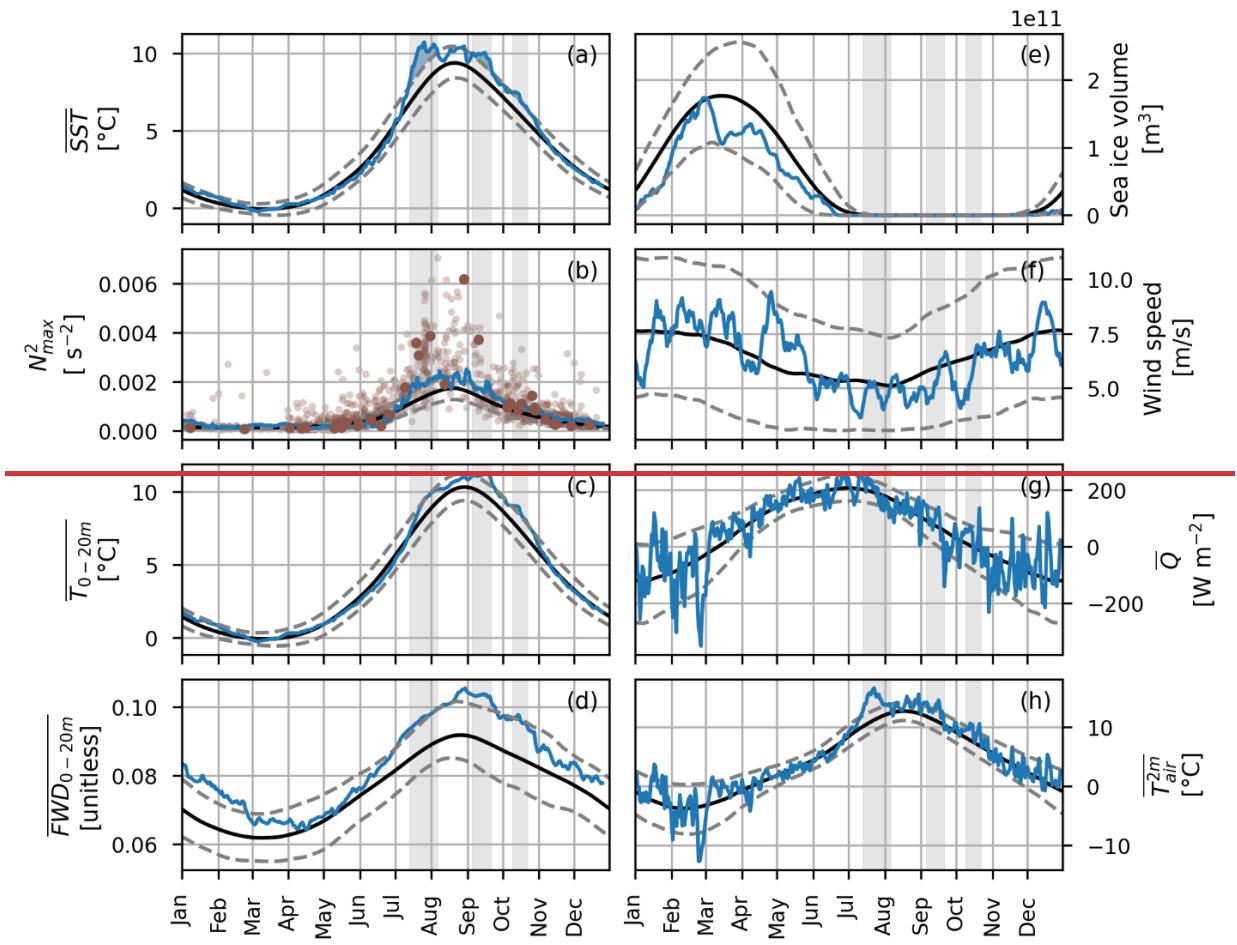 1e11
(a)
10
5
0
SST
[°C]
(e)
2
1
0
Sea ice volume
[m³]
(b)
0.006
0.004
0.002
0.000
N²max
[ s⁻²]
(f)
10.0
7.5
5.0
Wind speed
[m/s]
(c)
10
5
0
T0−20m
[°C]
(g)
200
0
−200
Q
[W m⁻²]
(d)
0.10
0.08
0.06
FWD0−20m
[unitless]
(h)
10
0
−10
T²ᵐair
[°C]
Jan Feb Mar Apr May Jun Jul Aug Sep Oct Nov Dec
Jan Feb Mar Apr May Jun Jul Aug Sep Oct Nov Dec